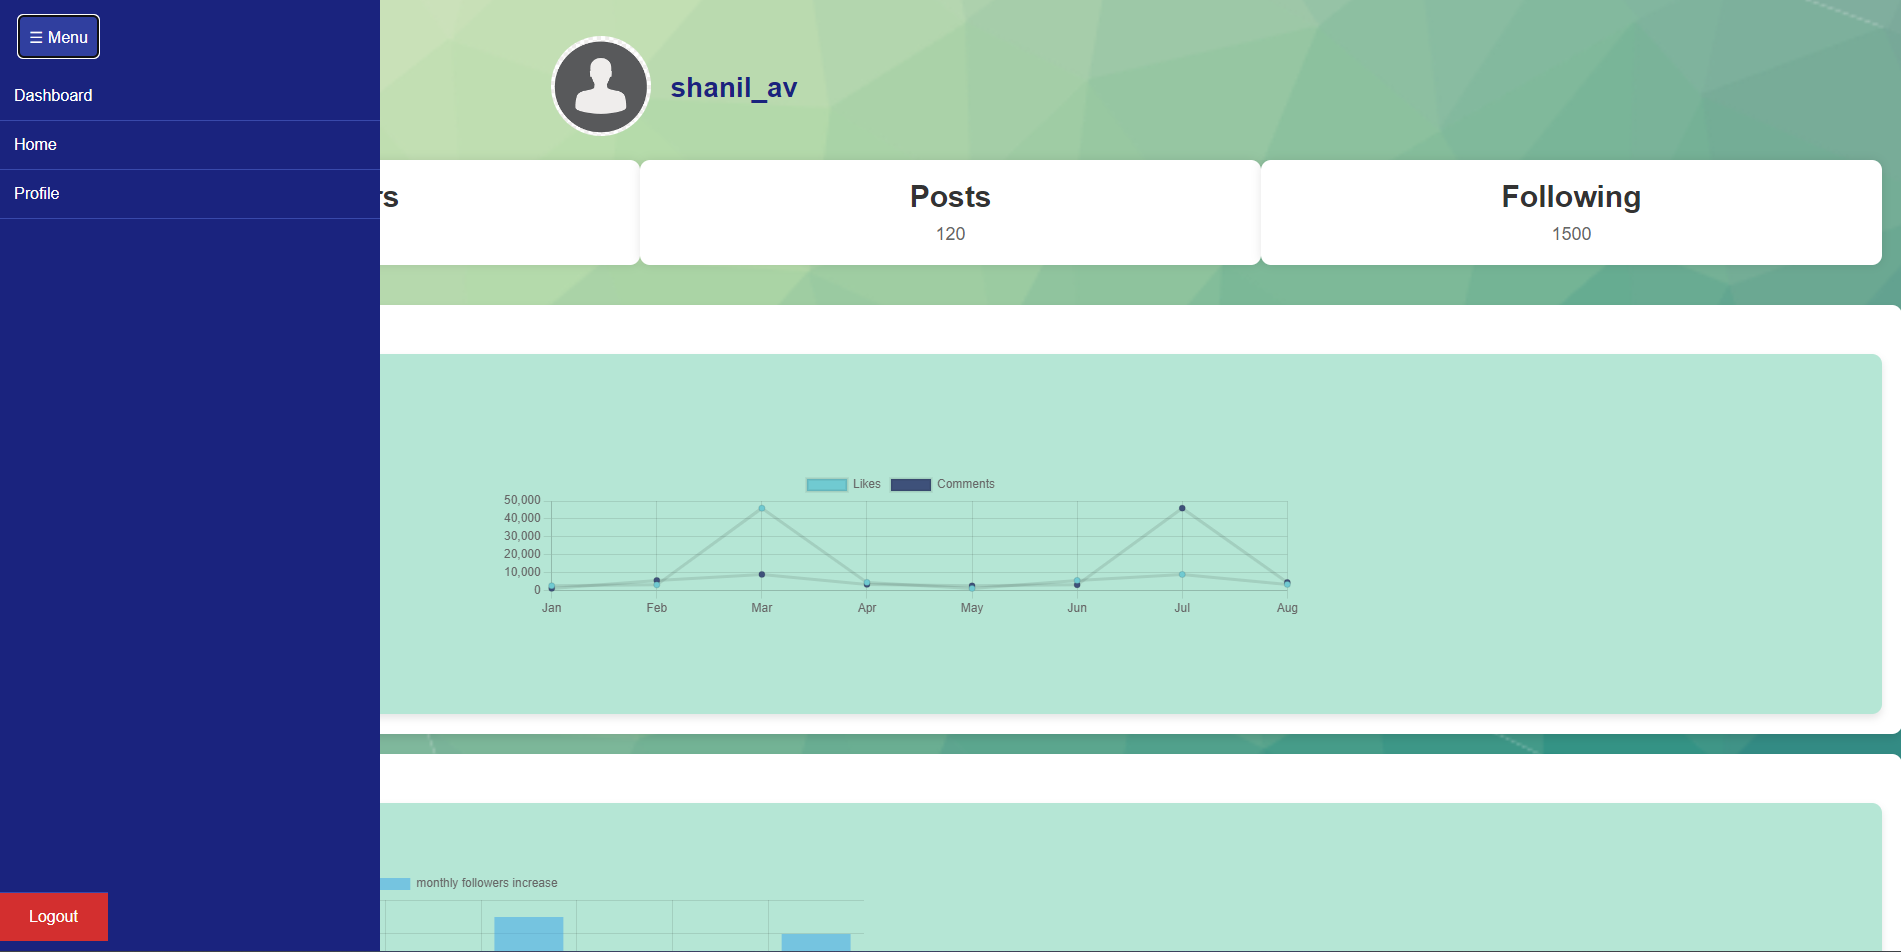 ☰ Menu
Dashboard
Home
Profile
Logout
shanil_av
rs
Posts
120
Following
1500
Likes Comments
50,000
40,000
30,000
20,000
10,000
0
Jan Feb Mar Apr May Jun Jul Aug
monthly followers increase